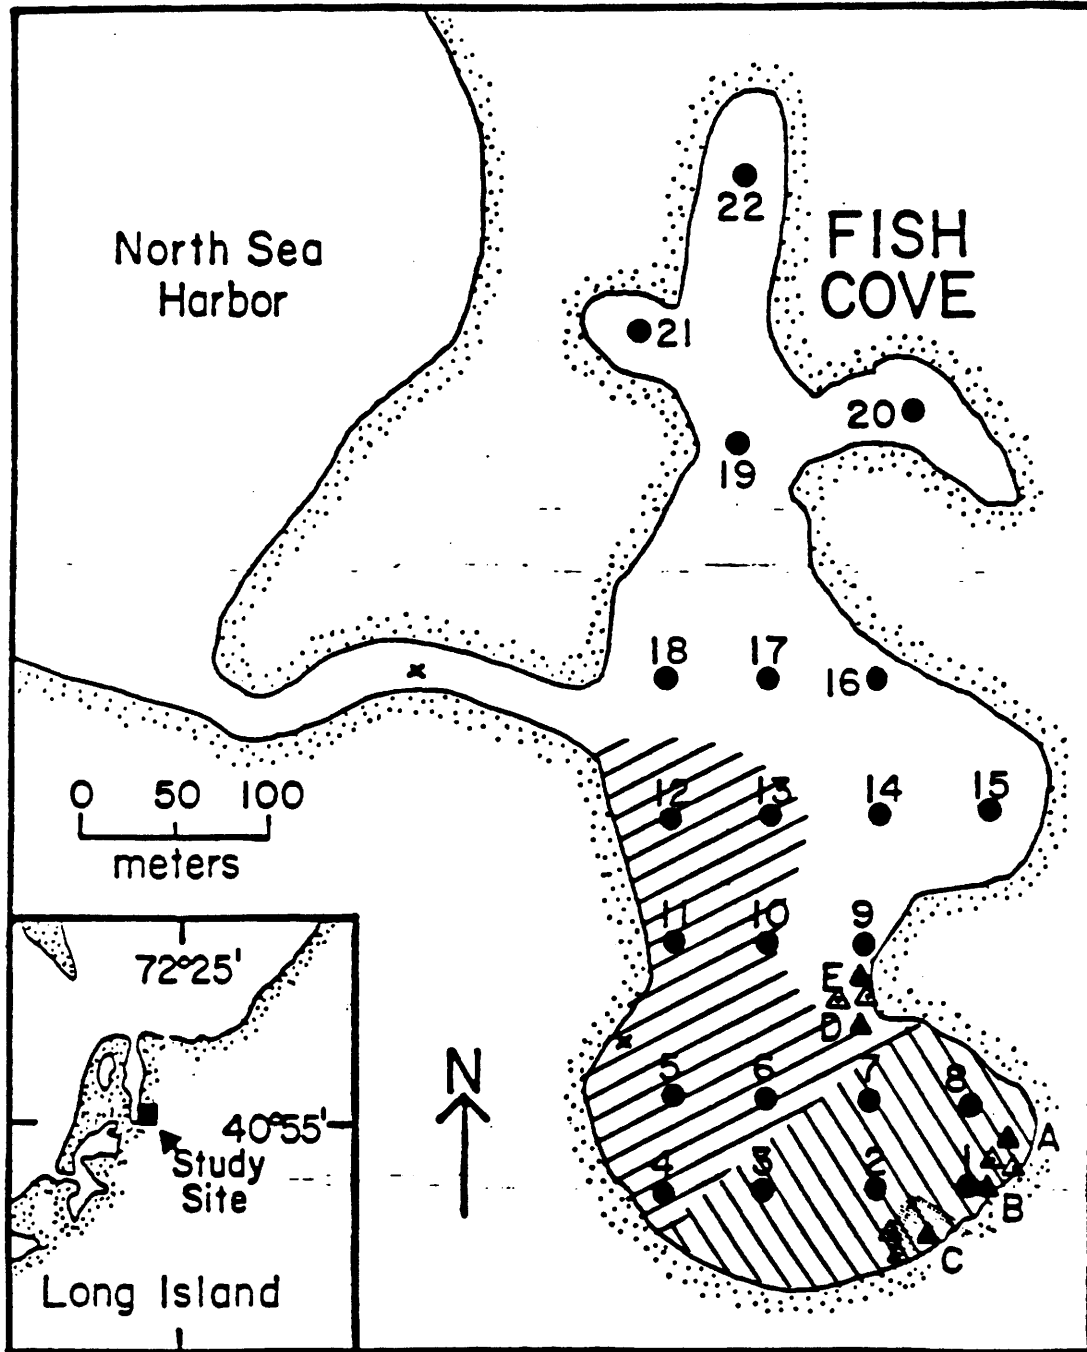 22
FISH
COVE
North Sea
Harbor
21
20
19
18 17 16
x
0 50 100
meters
12 13 14 15
11 10 9
E
D
x
5 6 7 8
A
4 3 2 1
B
C
N
72°25'
40°55'
Study
Site
Long Island